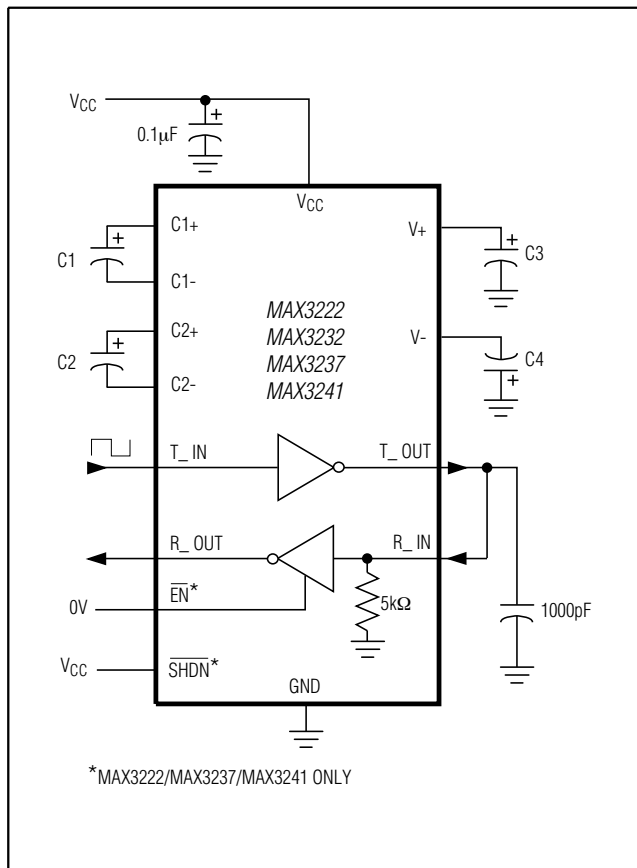 VCC
+
0.1µF
VCC
C1+
+
C1
C1-
C2+
+
C2
C2-
MAX3222
MAX3232
MAX3237
MAX3241
V+
+
C3
V-
C4
+
T_ IN
T_ OUT
R_ OUT
R_ IN
0V
EN*
5kΩ
1000pF
VCC
SHDN*
GND
*MAX3222/MAX3237/MAX3241 ONLY